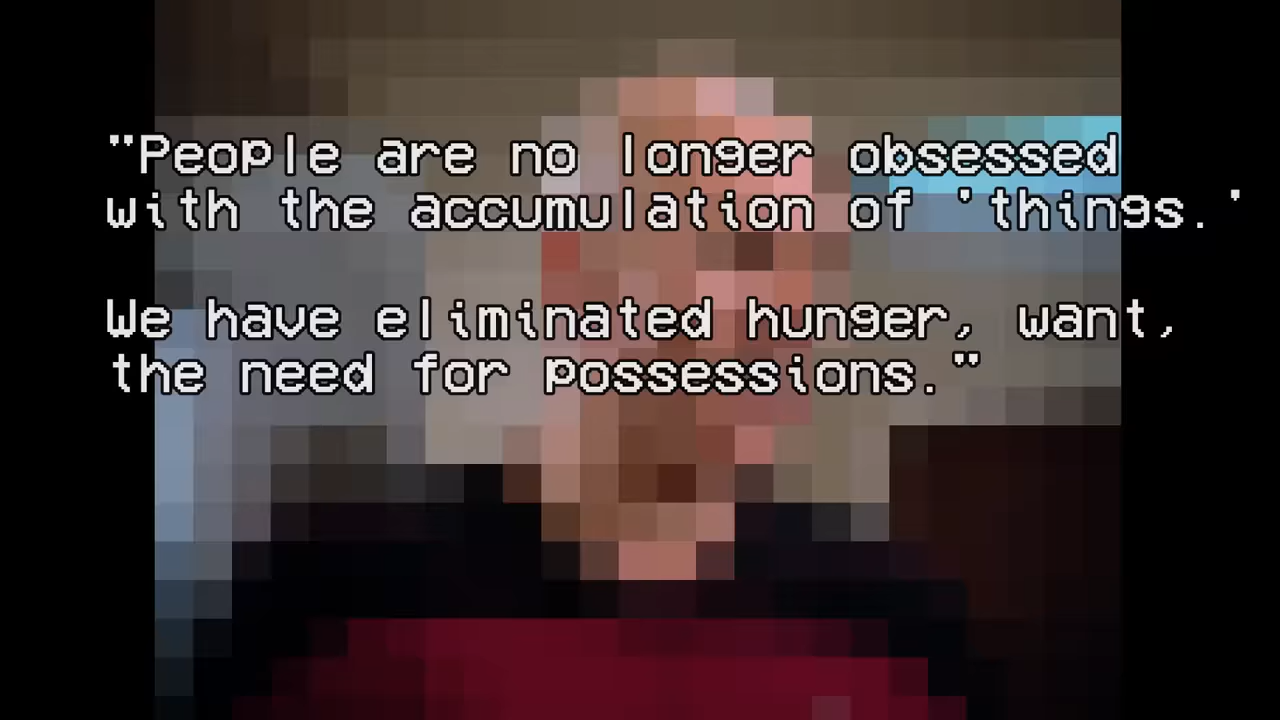 "People are no longer obsessed
with the accumulation of 'things.'
We have eliminated hunger, want,
the need for possessions."